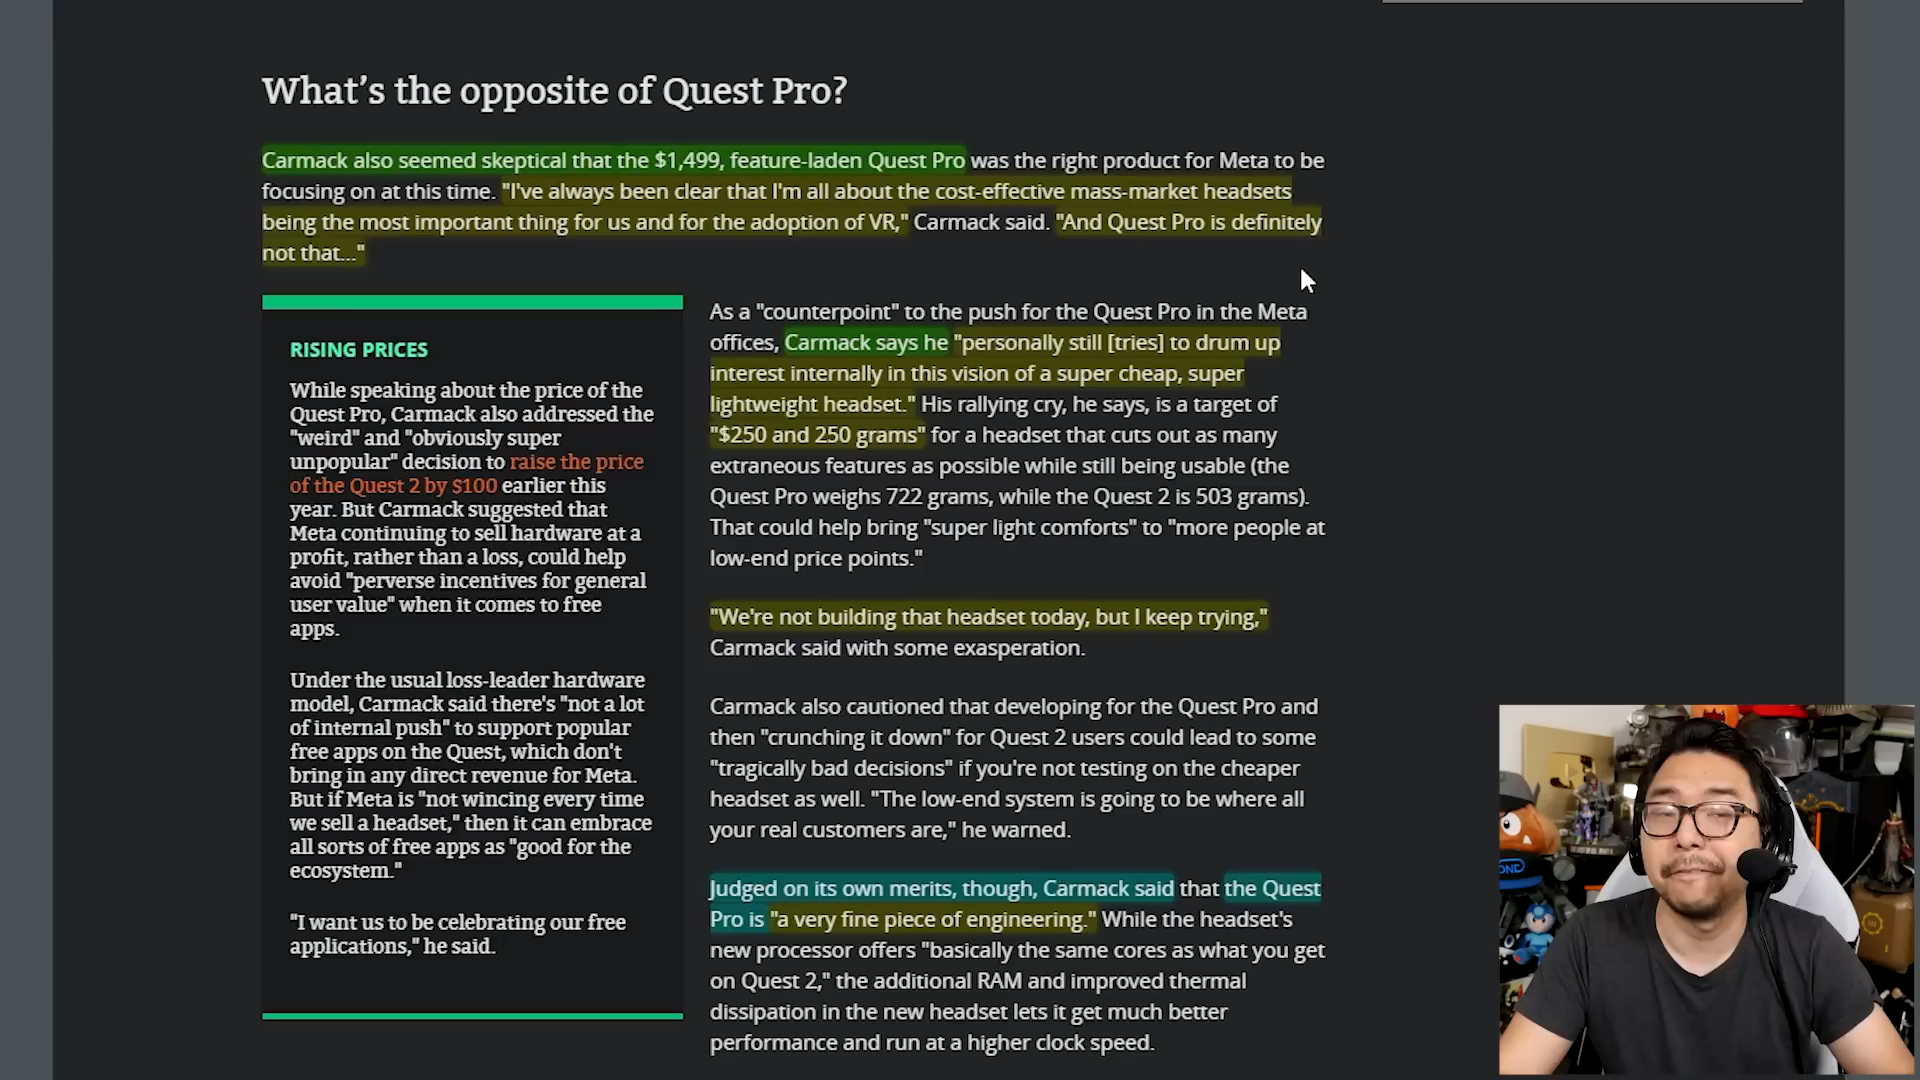 What's the opposite of Quest Pro?
Carmack also seemed skeptical that the $1,499, feature-laden Quest Pro was the right product for Meta to be
focusing on at this time. "I've always been clear that I'm all about the cost-effective mass-market headsets
being the most important thing for us and for the adoption of VR," Carmack said. "And Quest Pro is definitely
not that..."
RISING PRICES
While speaking about the price of the
Quest Pro, Carmack also addressed the
"weird" and "obviously super
unpopular" decision to raise the price
of the Quest 2 by $100 earlier this
year. But Carmack suggested that
Meta continuing to sell hardware at a
profit, rather than a loss, could help
avoid "perverse incentives for general
user value" when it comes to free
apps.
Under the usual loss-leader hardware
model, Carmack said there's "not a lot
of internal push" to support popular
free apps on the Quest, which don't
bring in any direct revenue for Meta.
But if Meta is "not wincing every time
we sell a headset," then it can embrace
all sorts of free apps as "good for the
ecosystem."
"I want us to be celebrating our free
applications," he said.
As a "counterpoint" to the push for the Quest Pro in the Meta
offices, Carmack says he "personally still [tries] to drum up
interest internally in this vision of a super cheap, super
lightweight headset." His rallying cry, he says, is a target of
"$250 and 250 grams" for a headset that cuts out as many
extraneous features as possible while still being usable (the
Quest Pro weighs 722 grams, while the Quest 2 is 503 grams).
That could help bring "super light comforts" to "more people at
low-end price points."
"We're not building that headset today, but I keep trying,"
Carmack said with some exasperation.
Carmack also cautioned that developing for the Quest Pro and
then "crunching it down" for Quest 2 users could lead to some
"tragically bad decisions" if you're not testing on the cheaper
headset as well. "The low-end system is going to be where all
your real customers are," he warned.
Judged on its own merits, though, Carmack said that the Quest
Pro is "a very fine piece of engineering." While the headset's
new processor offers "basically the same cores as what you get
on Quest 2," the additional RAM and improved thermal
dissipation in the new headset lets it get much better
performance and run at a higher clock speed.